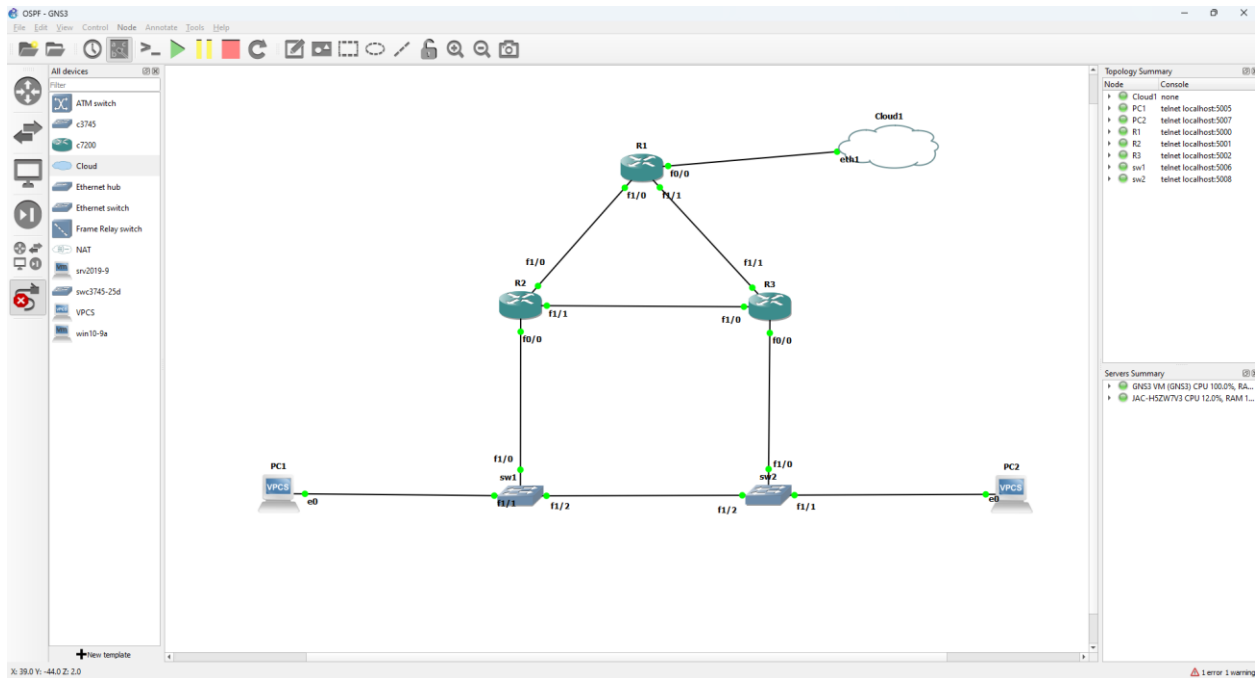 OSPF - GNS3
File Edit View Control Node Annotate Tools Help
All devices
Filter
ATM switch
c3745
c7200
Cloud
Ethernet hub
Ethernet switch
Frame Relay switch
NAT
srv2019-9
swc3745-25d
VPCS
win10-9a
New template
Cloud1
eth1
R1
f0/0
f1/0
f1/1
f1/0
f1/1
R2
R3
f1/1
f1/0
f0/0
f0/0
f1/0
f1/0
PC1
sw1
sw2
PC2
VPCS
VPCS
e0
f1/1
f1/2
f1/2
f1/1
e0
Topology Summary
Node Console
Cloud1 none
PC1 telnet localhost:5005
PC2 telnet localhost:5007
R1 telnet localhost:5000
R2 telnet localhost:5001
R3 telnet localhost:5002
sw1 telnet localhost:5006
sw2 telnet localhost:5008
Servers Summary
GNS3 VM (GNS3) CPU 100.0%, RA...
JAC-H5ZW7V3 CPU 12.0%, RAM 1...
X: 39.0 Y: -44.0 Z: 2.0
1 error 1 warning